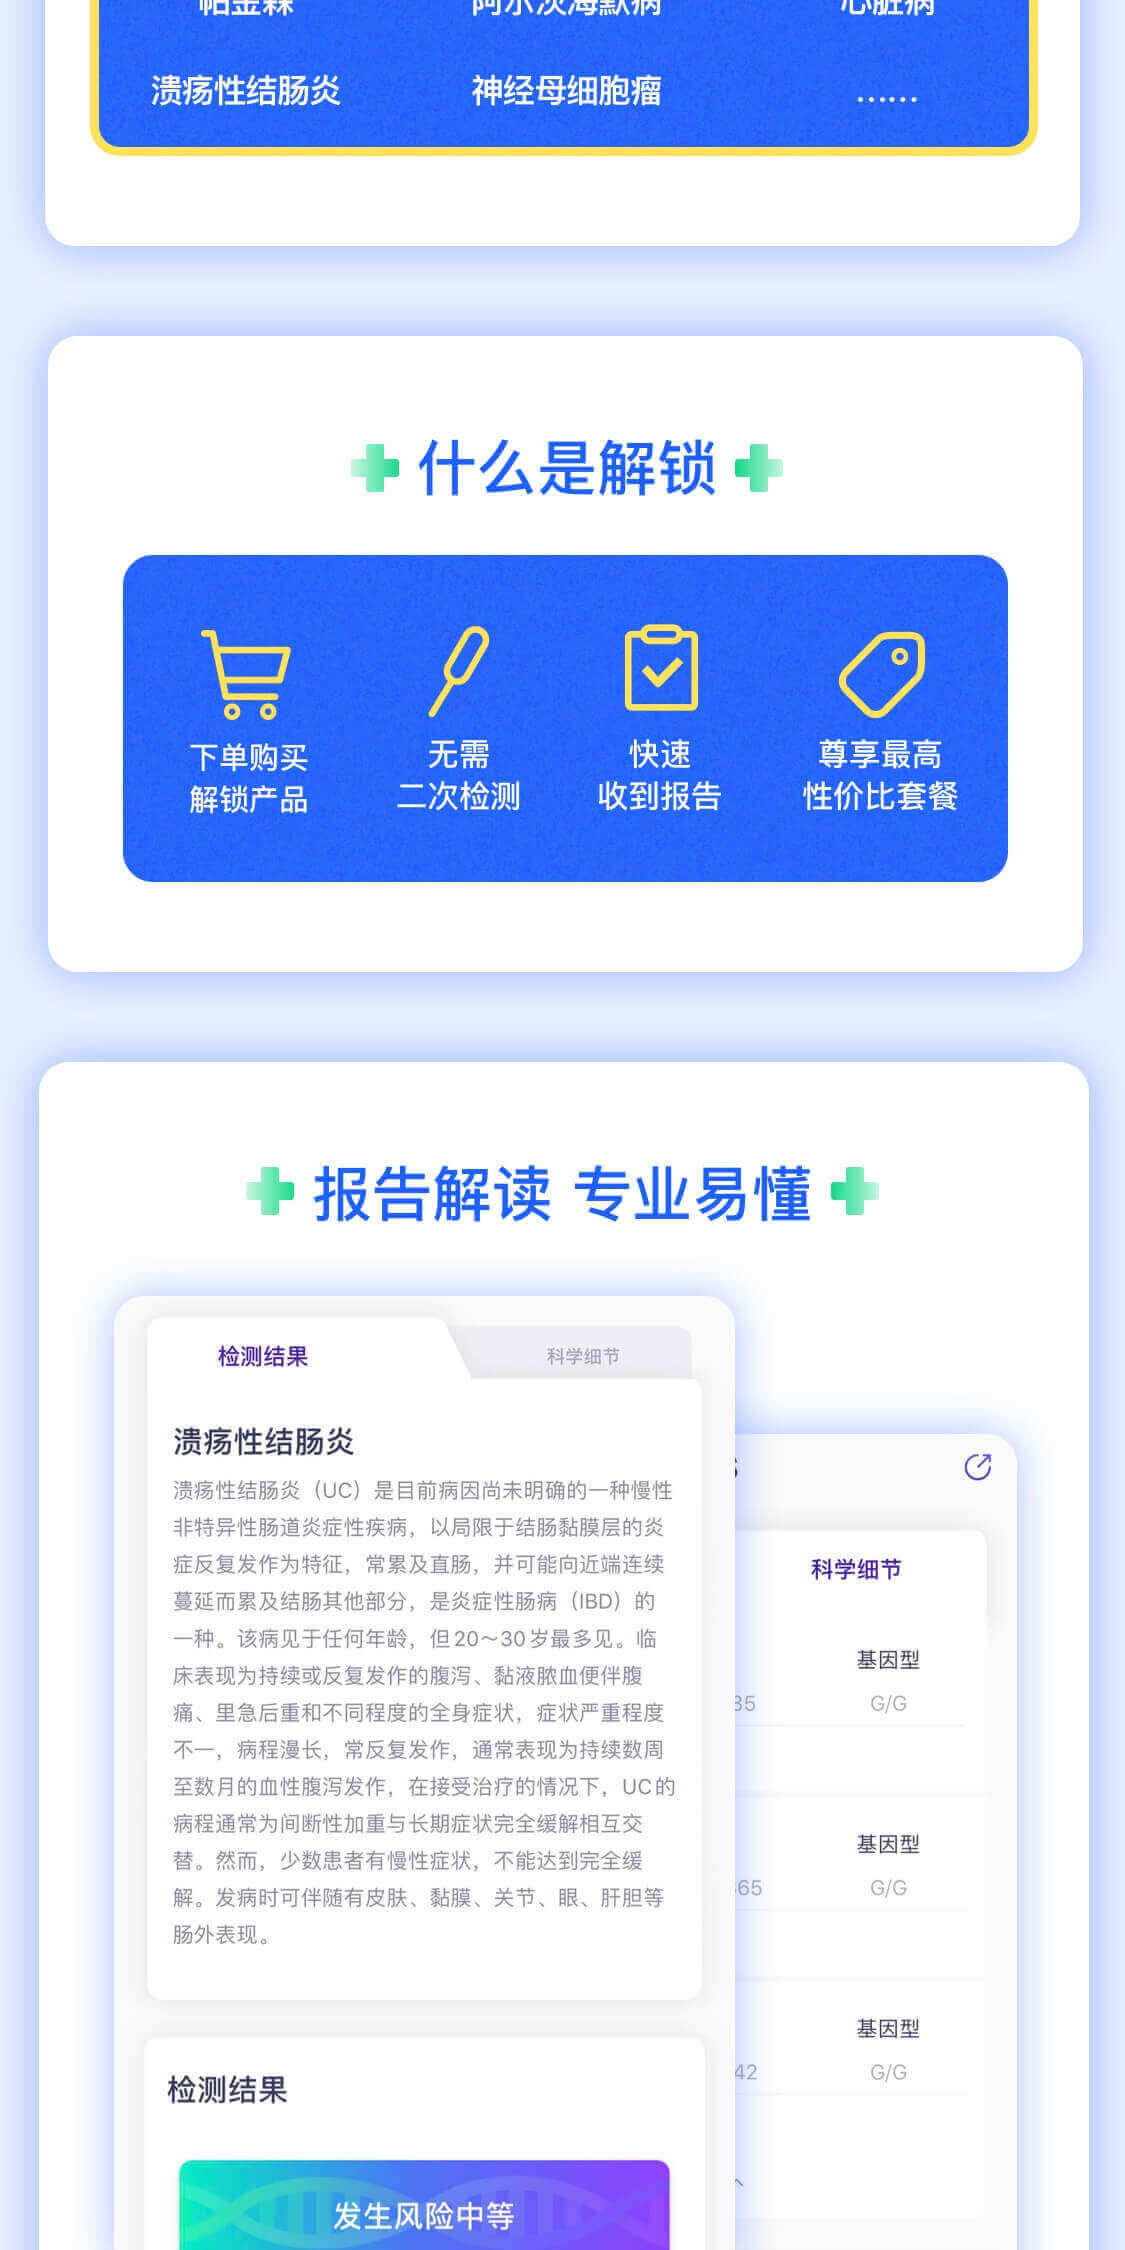 帕金森 阿尔茨海默病 心脏病
溃疡性结肠炎 神经母细胞瘤 ……
什么是解锁
下单购买
解锁产品
无需
二次检测
快速
收到报告
尊享最高
性价比套餐
报告解读 专业易懂
检测结果
科学细节
溃疡性结肠炎
溃疡性结肠炎（UC）是目前病因尚未明确的一种慢性
非特异性肠道炎症性疾病，以局限于结肠黏膜层的炎
症反复发作为特征，常累及直肠，并可能向近端连续
蔓延而累及结肠其他部分，是炎症性肠病（IBD）的
一种。该病见于任何年龄，但20～30岁最多见。临
床表现为持续或反复发作的腹泻、黏液脓血便伴腹
痛、里急后重和不同程度的全身症状，症状严重程度
不一，病程漫长，常反复发作，通常表现为持续数周
至数月的血性腹泻发作，在接受治疗的情况下，UC的
病程通常为间断性加重与长期症状完全缓解相互交
替。然而，少数患者有慢性症状，不能达到完全缓
解。发病时可伴随有皮肤、黏膜、关节、眼、肝胆等
肠外表现。
检测结果
发生风险中等
科学细节
基因型
35 G/G
基因型
65 G/G
基因型
42 G/G